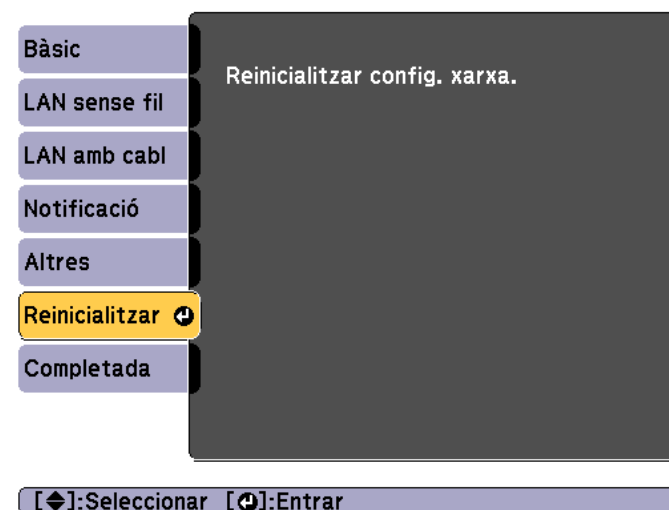 Bàsic
Reinicialitzar config. xarxa.
LAN sense fil
LAN amb cabl
Notificació
Altres
Reinicialitzar
Completada
[◆]:Seleccionar [↵]:Entrar